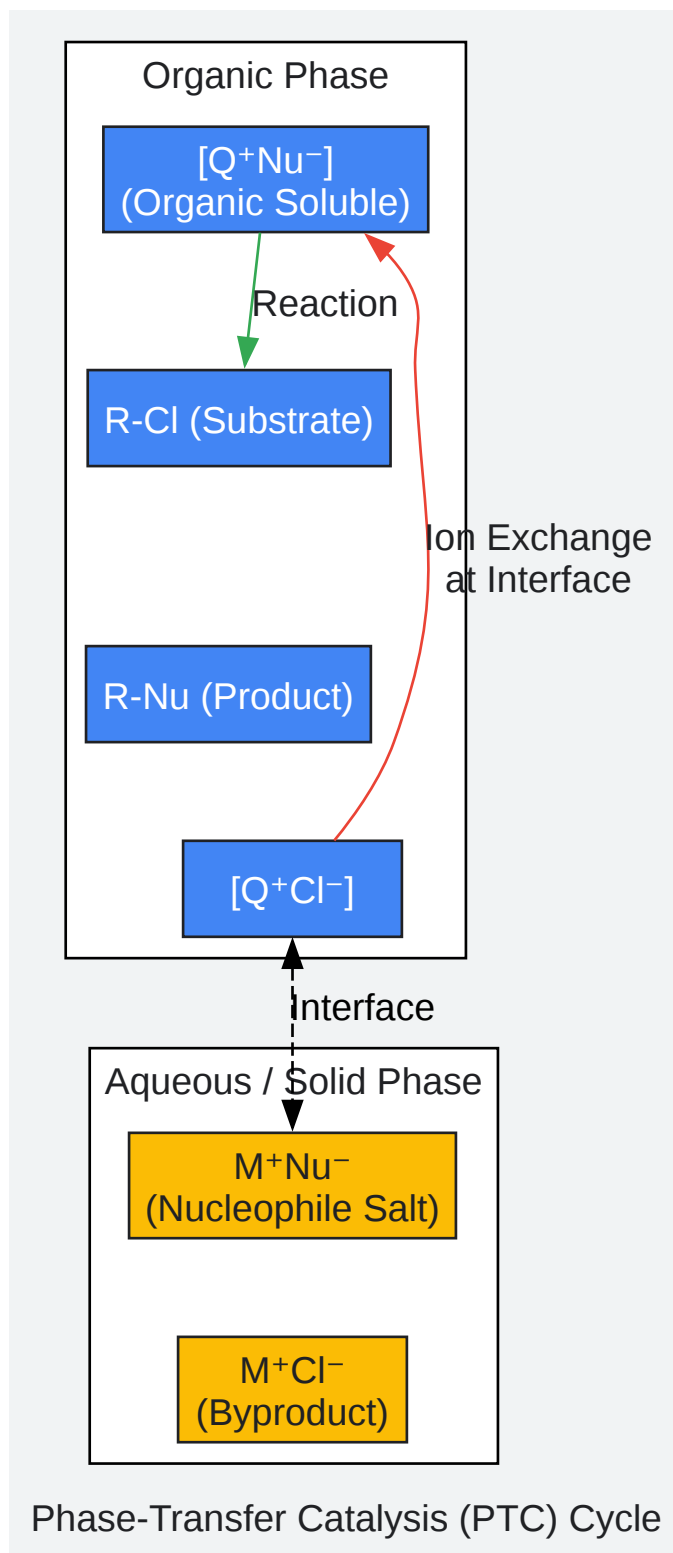 Organic Phase
[Q⁺Nu⁻]
(Organic Soluble)
Reaction
R-Cl (Substrate)
Ion Exchange
at Interface
R-Nu (Product)
[Q⁺Cl⁻]
Interface
Aqueous / Solid Phase
M⁺Nu⁻
(Nucleophile Salt)
M⁺Cl⁻
(Byproduct)
Phase-Transfer Catalysis (PTC) Cycle